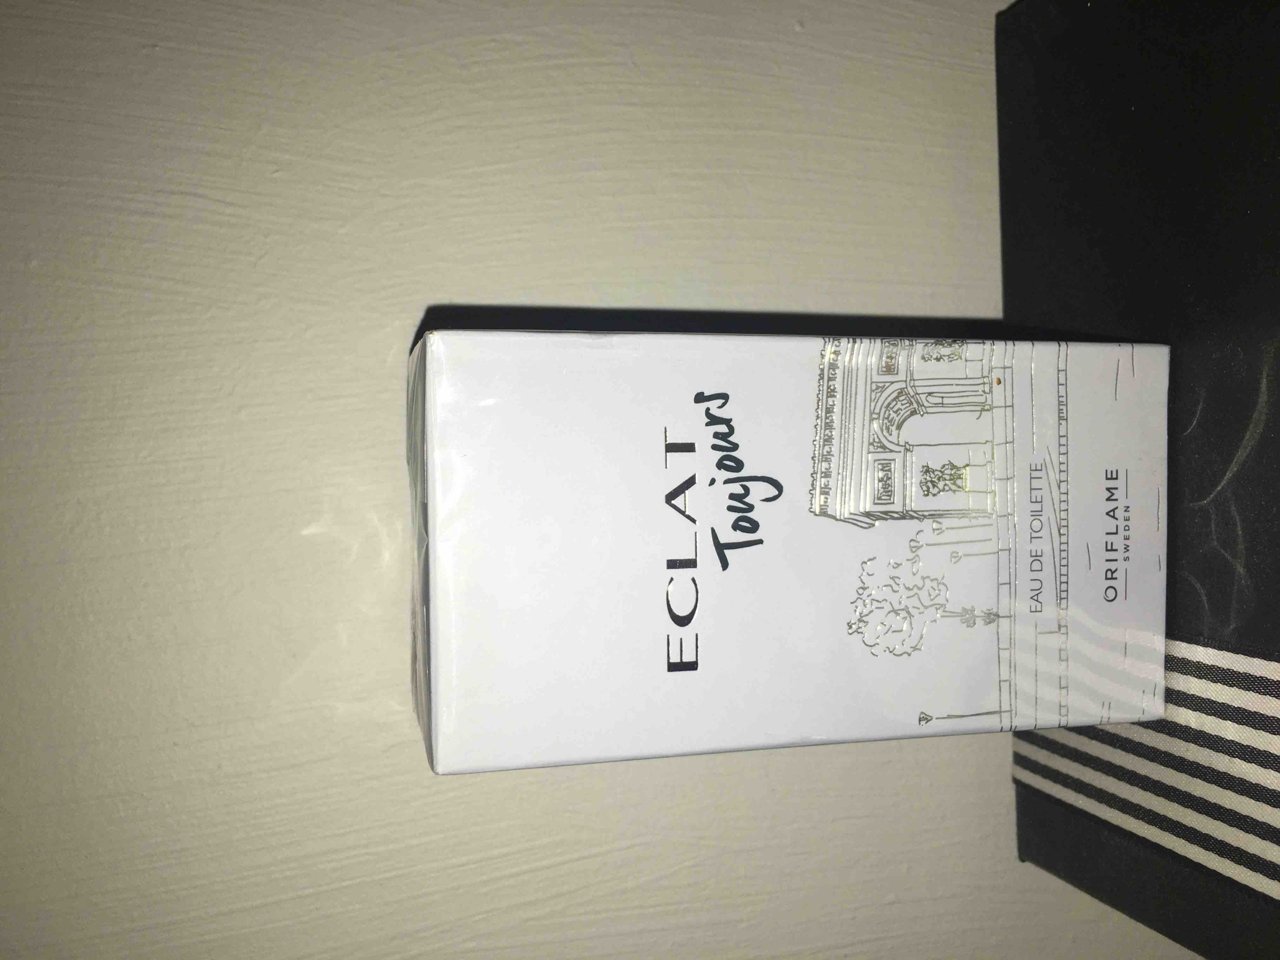 ECLAT
Toujours
EAU DE TOILETTE
ORIFLAME
SWEDEN